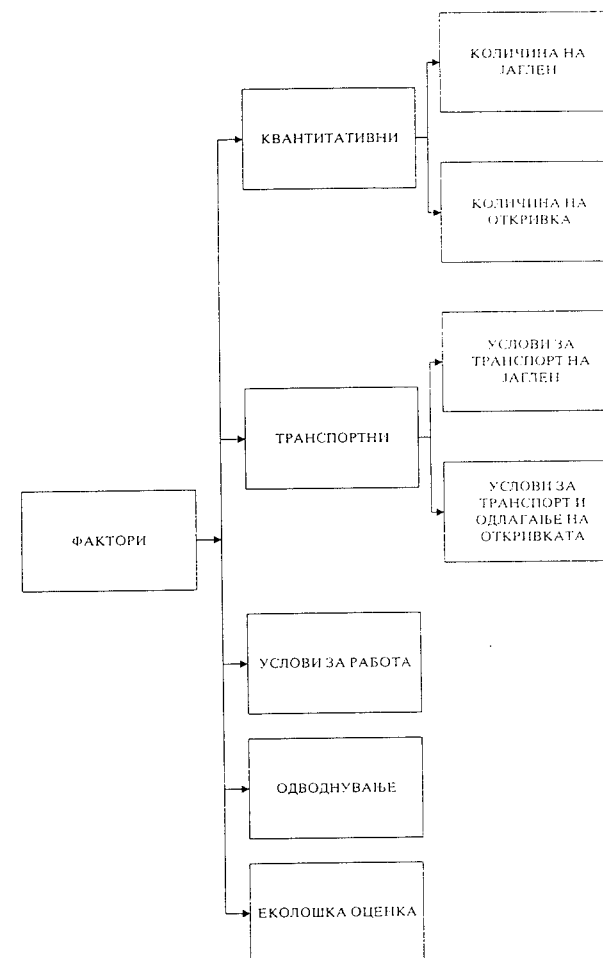 КОЛИЧИНА НА
ЈАГЛЕН
КВАНТИТАТИВНИ
КОЛИЧИНА НА
ОТКРИВКА
УСЛОВИ ЗА
ТРАНСПОРТ НА
ЈАГЛЕН
ТРАНСПОРТНИ
УСЛОВИ ЗА
ТРАНСПОРТ И
ОДЛАГАЊЕ НА
ОТКРИВКАТА
ФАКТОРИ
УСЛОВИ ЗА РАБОТА
ОДВОДНУВАЊЕ
ЕКОЛОШКА ОЦЕНКА